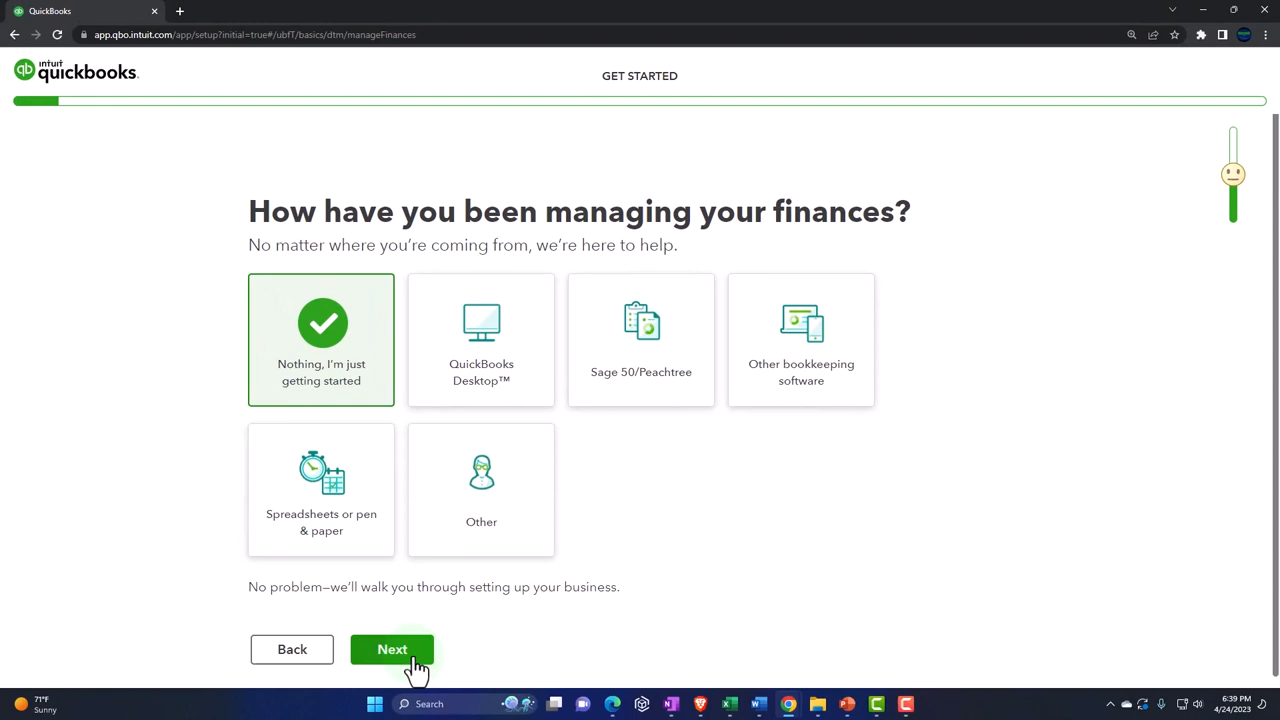 QuickBooks
app.qbo.intuit.com/app/setup?initial=true#/ubfT/basics/dtm/manageFinances
qb
INTUIT
quickbooks.
GET STARTED
How have you been managing your finances?
No matter where you’re coming from, we’re here to help.
Nothing, I’m just
getting started
QuickBooks
Desktop™
Sage 50/Peachtree
Other bookkeeping
software
Spreadsheets or pen
& paper
Other
No problem—we’ll walk you through setting up your business.
Back
Next
71°F
Sunny
Search
6:39 PM
4/24/2023